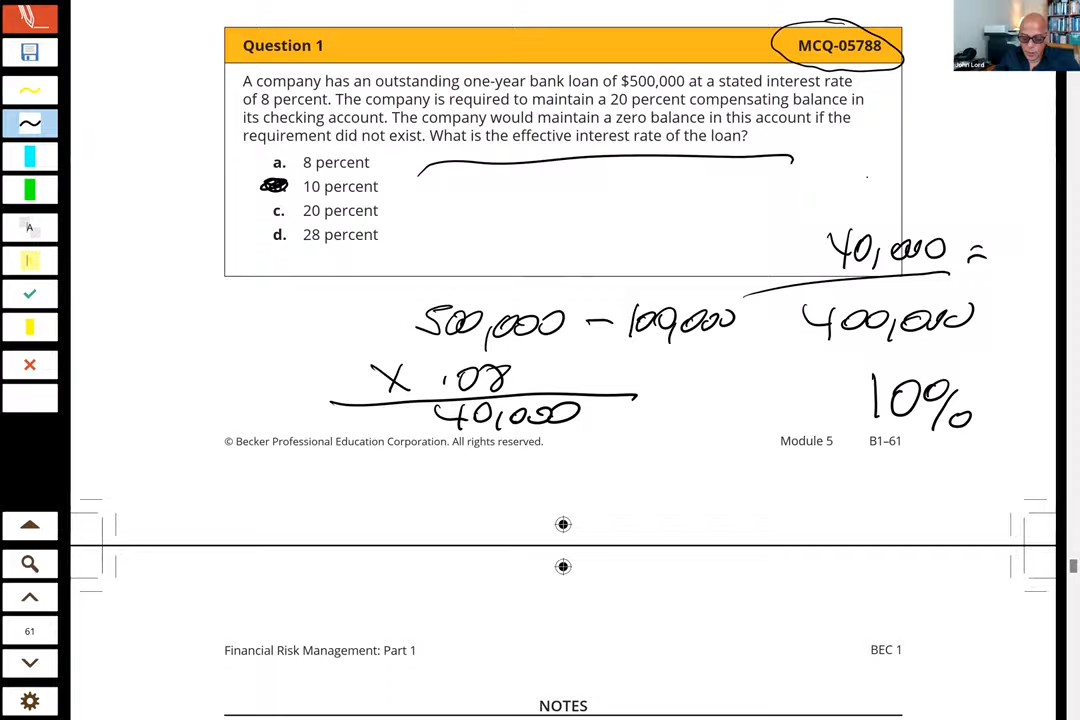 Question 1 MCQ-05788
John Lord
A company has an outstanding one-year bank loan of $500,000 at a stated interest rate
of 8 percent. The company is required to maintain a 20 percent compensating balance in
its checking account. The company would maintain a zero balance in this account if the
requirement did not exist. What is the effective interest rate of the loan?
a. 8 percent
10 percent
c. 20 percent
d. 28 percent
40,000 =
500,000 - 100,000 400,000
X .08
40,000
10%
© Becker Professional Education Corporation. All rights reserved. Module 5 B1–61
A
61
Financial Risk Management: Part 1 BEC 1
NOTES